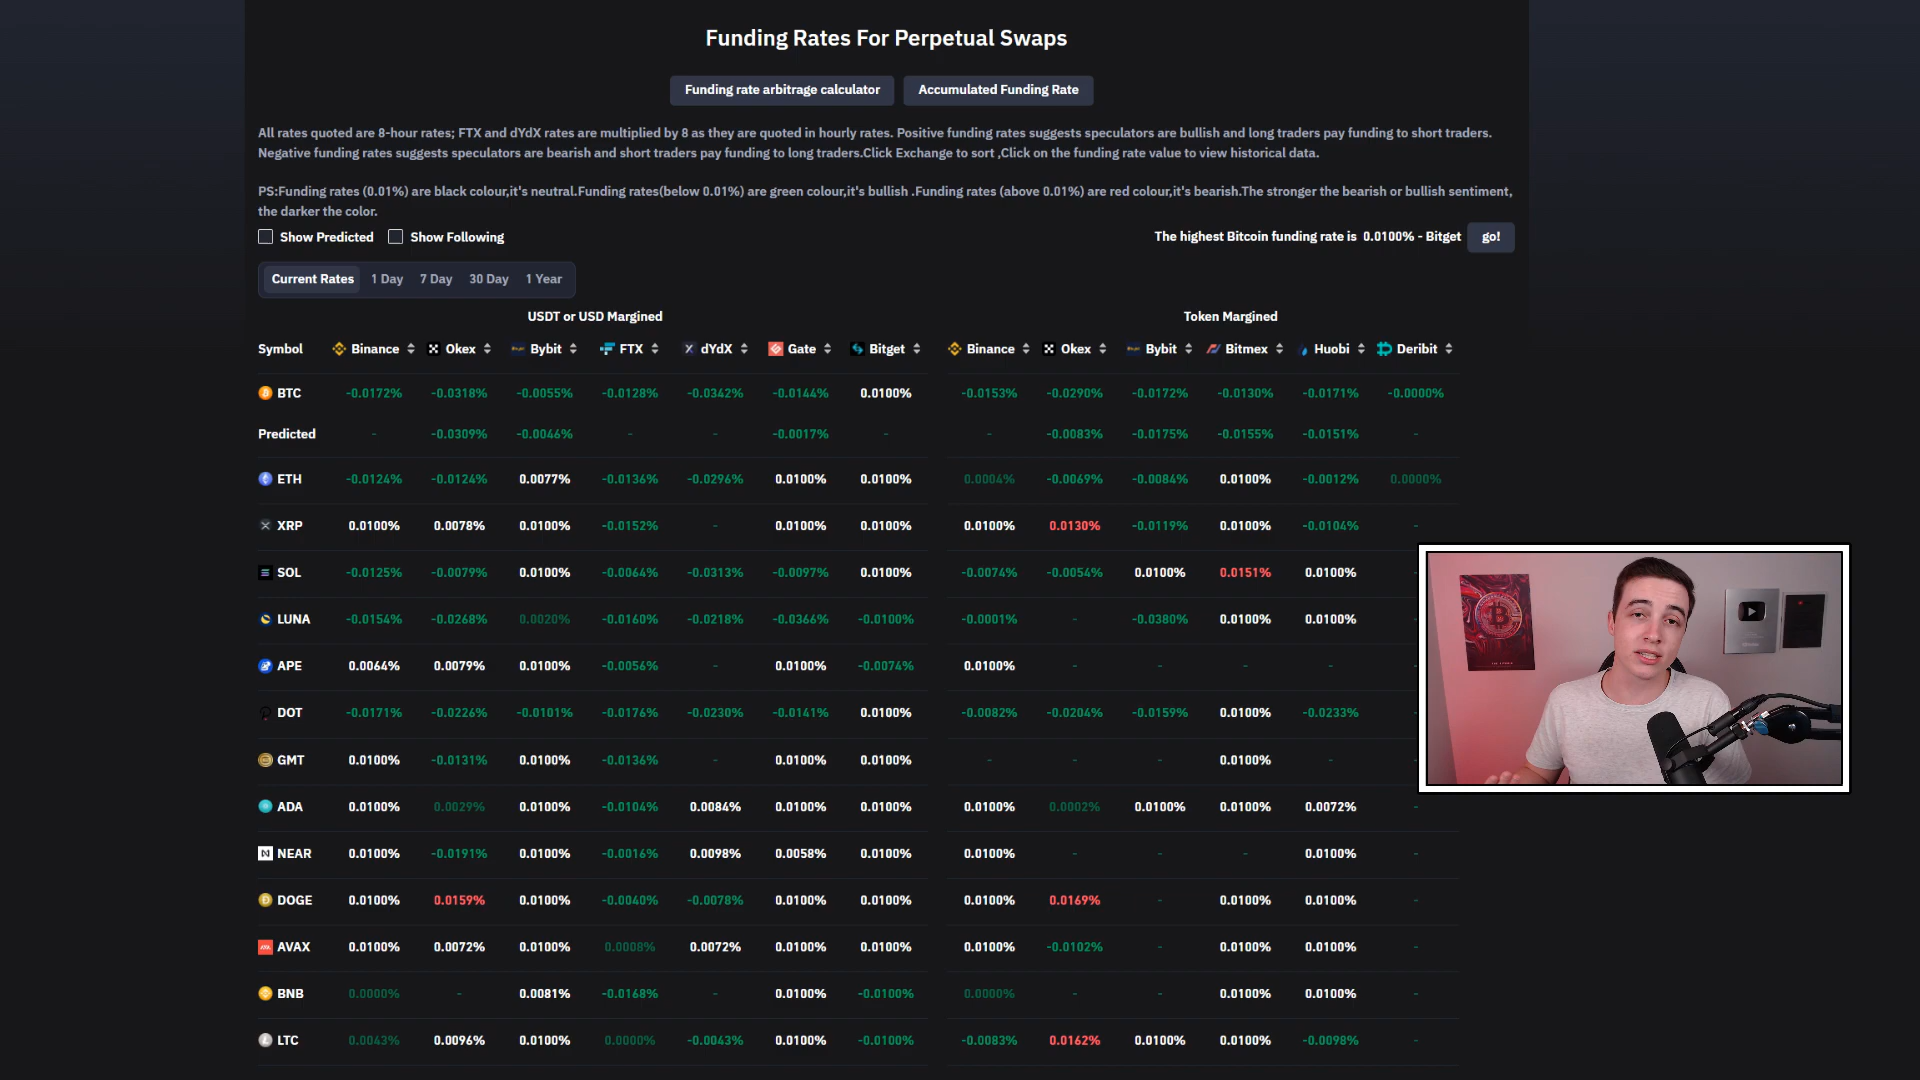 Funding Rates For Perpetual Swaps
Funding rate arbitrage calculator Accumulated Funding Rate
All rates quoted are 8-hour rates; FTX and dYdX rates are multiplied by 8 as they are quoted in hourly rates. Positive funding rates suggests speculators are bullish and long traders pay funding to short traders.
Negative funding rates suggests speculators are bearish and short traders pay funding to long traders.Click Exchange to sort ,Click on the funding rate value to view historical data.
PS:Funding rates (0.01%) are black colour,it's neutral.Funding rates(below 0.01%) are green colour,it's bullish .Funding rates (above 0.01%) are red colour,it's bearish.The stronger the bearish or bullish sentiment,
the darker the color.
Show Predicted Show Following The highest Bitcoin funding rate is 0.0100% - Bitget go!
Current Rates 1 Day 7 Day 30 Day 1 Year
USDT or USD Margined Token Margined
Symbol Binance Okex Bybit FTX dYdX Gate Bitget Binance Okex Bybit Bitmex Huobi Deribit
BTC -0.0172% -0.0318% -0.0055% -0.0128% -0.0342% -0.0144% 0.0100% -0.0153% -0.0290% -0.0172% -0.0130% -0.0171% -0.0000%
Predicted - -0.0309% -0.0046% - - -0.0017% - - -0.0083% -0.0175% -0.0155% -0.0151% -
ETH -0.0124% -0.0124% 0.0077% -0.0136% -0.0296% 0.0100% 0.0100% 0.0004% -0.0069% -0.0084% 0.0100% -0.0012% 0.0000%
XRP 0.0100% 0.0078% 0.0100% -0.0152% - 0.0100% 0.0100% 0.0100% 0.0130% -0.0119% 0.0100% -0.0104% -
SOL -0.0125% -0.0079% 0.0100% -0.0064% -0.0313% -0.0097% 0.0100% -0.0074% -0.0054% 0.0100% 0.0151% 0.0100% -
LUNA -0.0154% -0.0268% 0.0020% -0.0160% -0.0218% -0.0366% -0.0100% -0.0001% - -0.0380% 0.0100% 0.0100% -
APE 0.0064% 0.0079% 0.0100% -0.0056% - 0.0100% -0.0074% 0.0100% - - - - -
DOT -0.0171% -0.0226% -0.0101% -0.0176% -0.0230% -0.0141% 0.0100% -0.0082% -0.0204% -0.0159% 0.0100% -0.0233% -
GMT 0.0100% -0.0131% 0.0100% -0.0136% - 0.0100% 0.0100% - - - 0.0100% - -
ADA 0.0100% 0.0029% 0.0100% -0.0104% 0.0084% 0.0100% 0.0100% 0.0100% 0.0002% 0.0100% 0.0100% 0.0072% -
NEAR 0.0100% -0.0191% 0.0100% -0.0016% 0.0098% 0.0058% 0.0100% 0.0100% - - - 0.0100% -
DOGE 0.0100% 0.0159% 0.0100% -0.0040% -0.0078% 0.0100% 0.0100% 0.0100% 0.0169% - 0.0100% 0.0100% -
AVAX 0.0100% 0.0072% 0.0100% 0.0008% 0.0072% 0.0100% 0.0100% 0.0100% -0.0102% - 0.0100% 0.0100% -
BNB 0.0000% - 0.0081% -0.0168% - 0.0100% -0.0100% 0.0000% - - 0.0100% 0.0100% -
LTC 0.0043% 0.0096% 0.0100% 0.0000% -0.0043% 0.0100% -0.0100% -0.0083% 0.0162% 0.0100% 0.0100% -0.0098% -